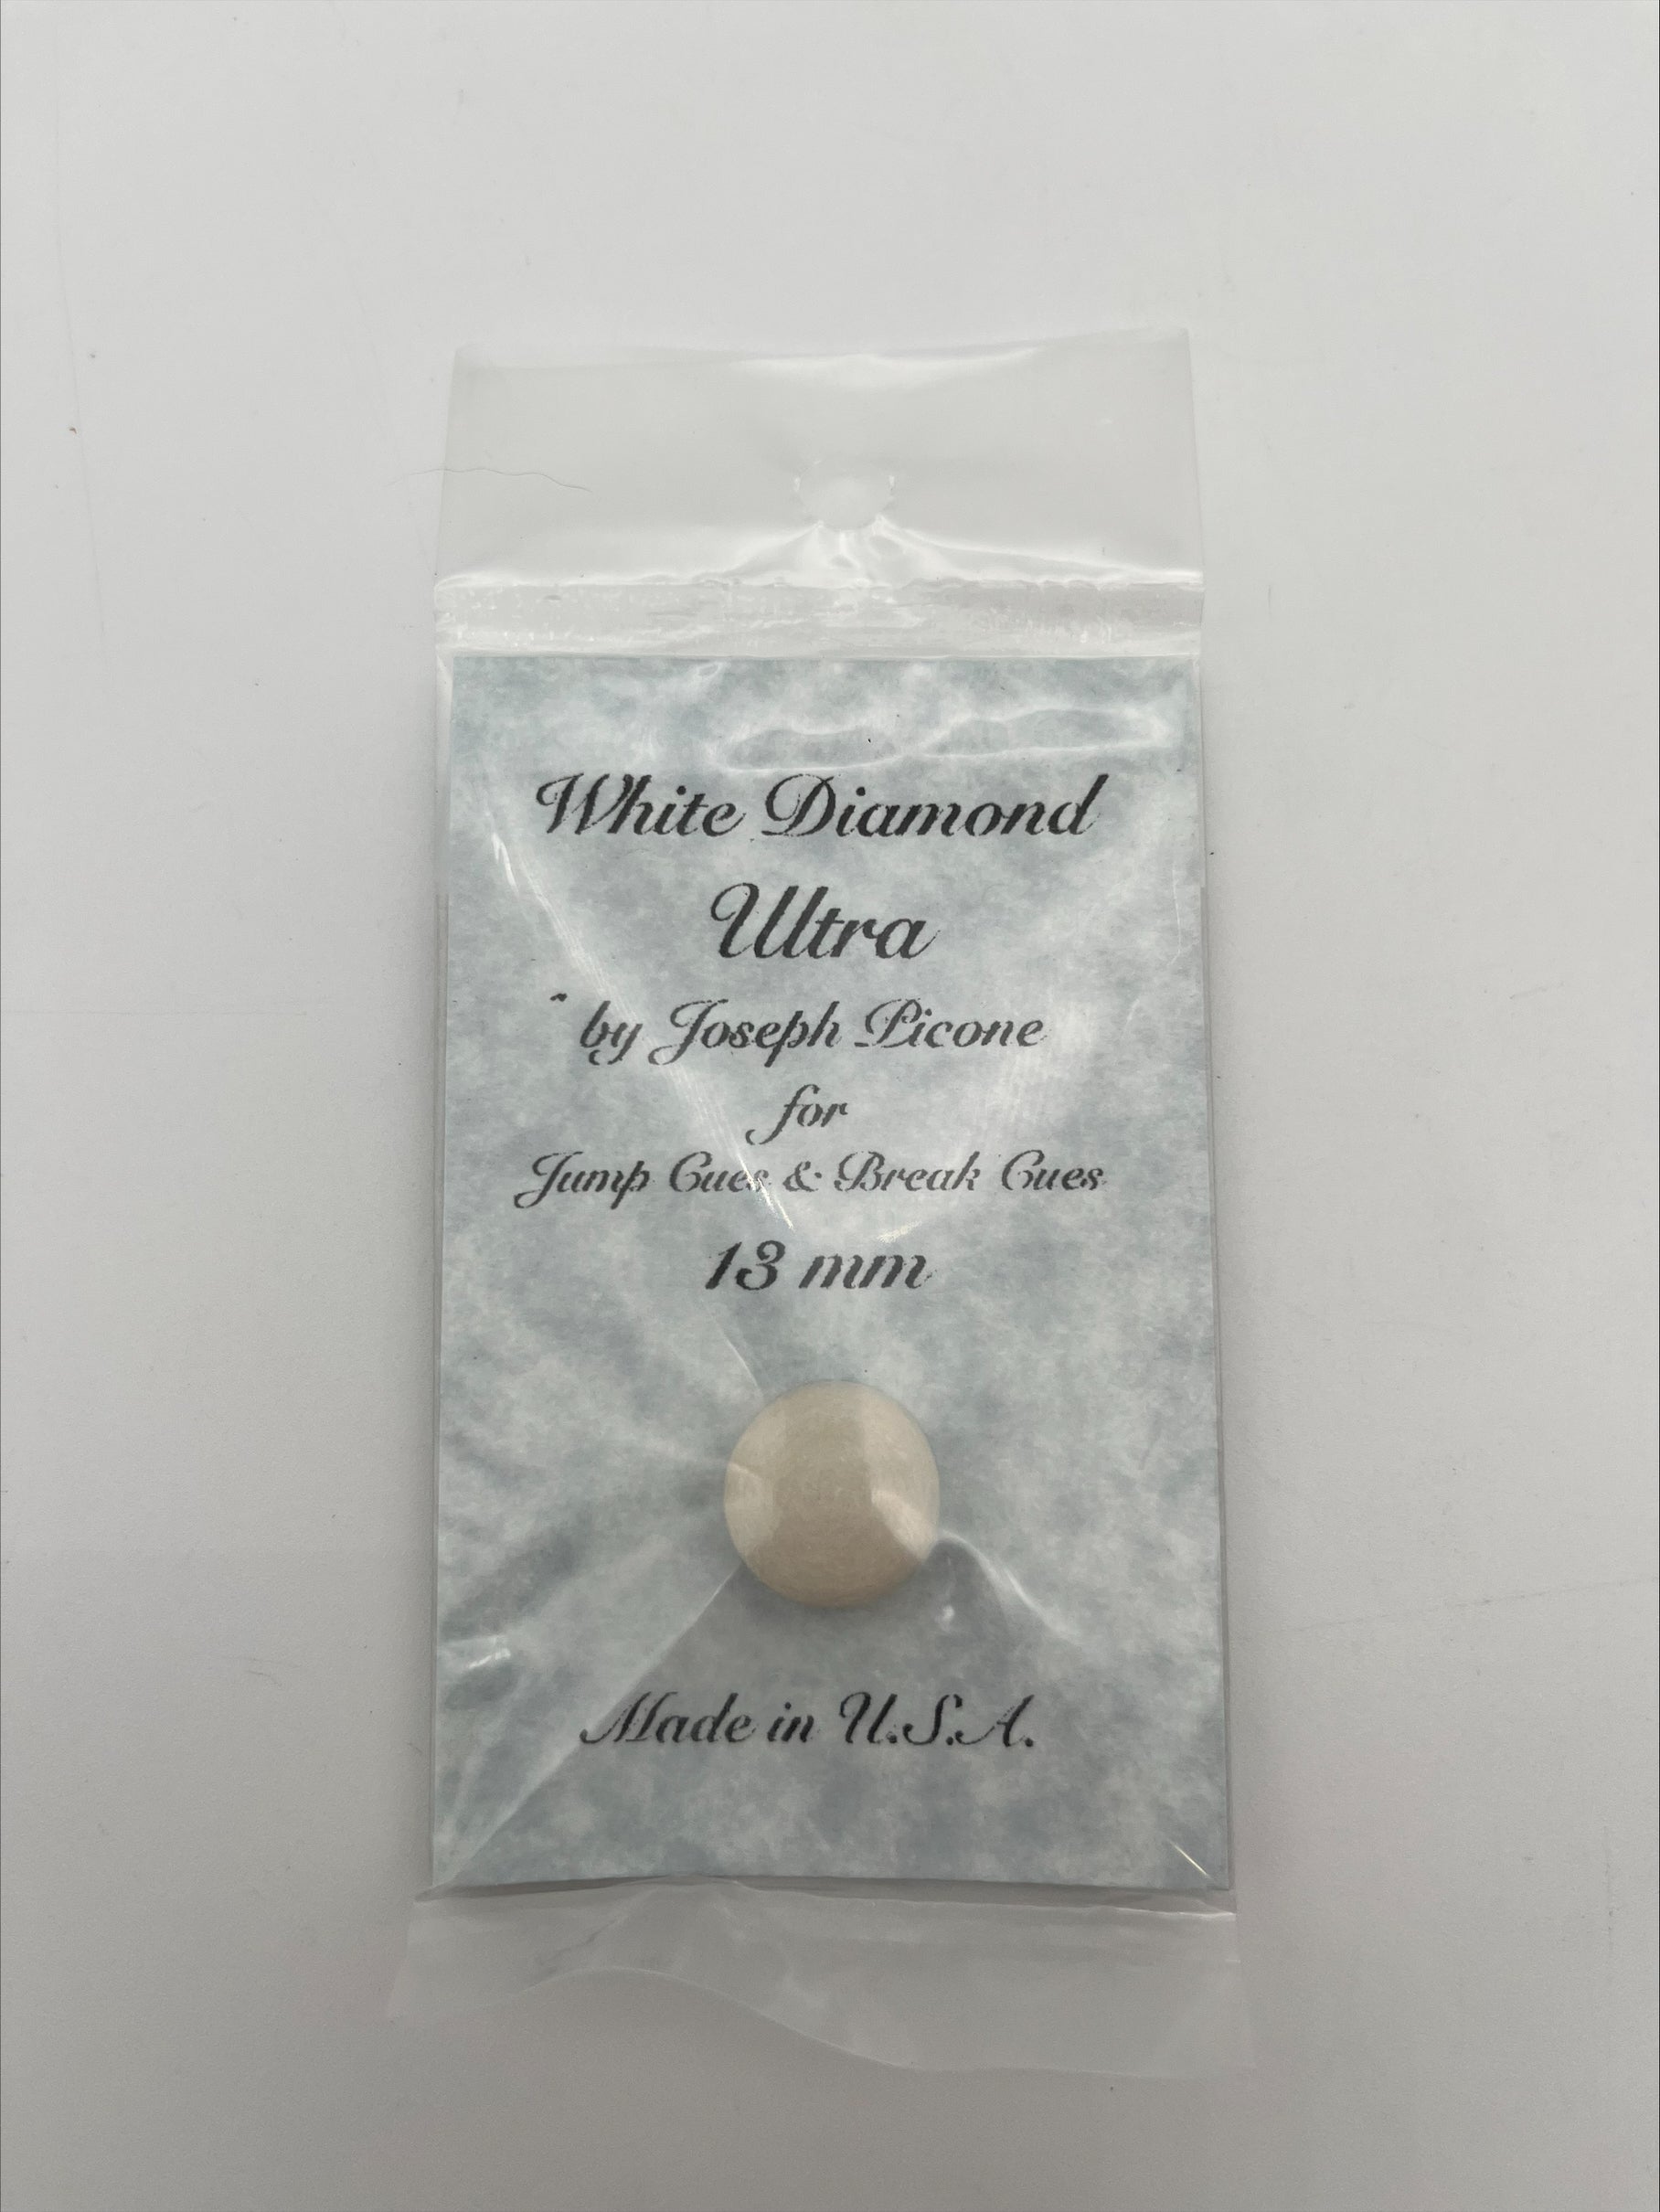 White Diamond
Ultra
by Joseph Picone
for
Jump Cues & Break Cues
13 mm
Made in U.S.A.